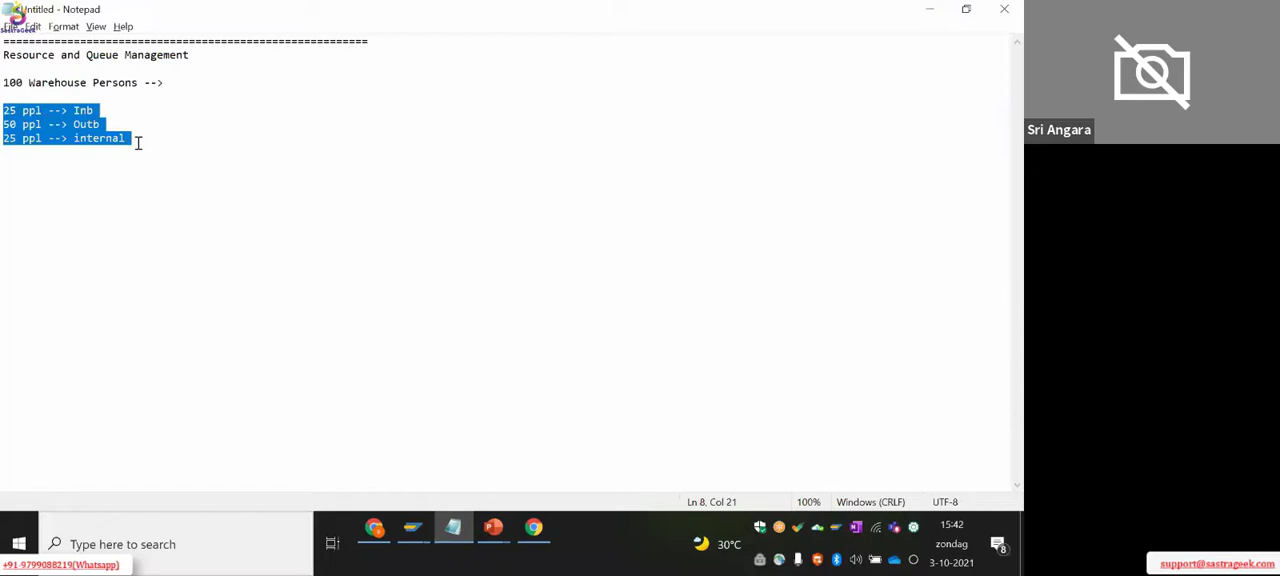 Untitled - Notepad
File Edit Format View Help
SASTRAGEEK
=========================================================
Resource and Queue Management
100 Warehouse Persons -->
25 ppl --> Inb
50 ppl --> Outb
25 ppl --> internal
Sri Angara
Ln 8, Col 21
100%
Windows (CRLF)
UTF-8
Type here to search
30°C
15:42
zondag
3-10-2021
8
+91-9799088219(Whatsapp)
support@sastrageek.com